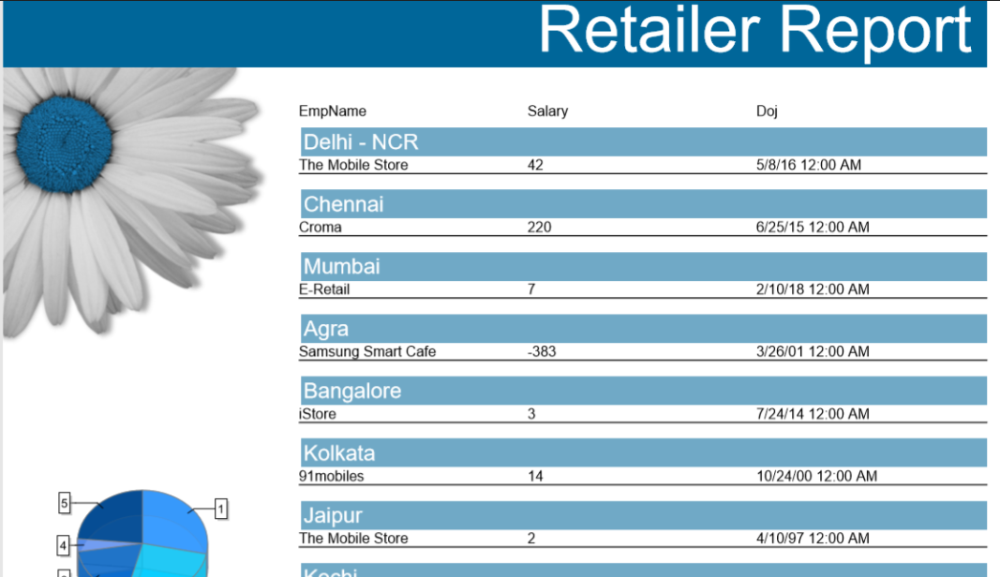 Retailer Report
EmpName Salary Doj
Delhi - NCR
The Mobile Store 42 5/8/16 12:00 AM
Chennai
Croma 220 6/25/15 12:00 AM
Mumbai
E-Retail 7 2/10/18 12:00 AM
Agra
Samsung Smart Cafe -383 3/26/01 12:00 AM
Bangalore
iStore 3 7/24/14 12:00 AM
Kolkata
91mobiles 14 10/24/00 12:00 AM
5 1
Jaipur
4 The Mobile Store 2 4/10/97 12:00 AM
Kochi